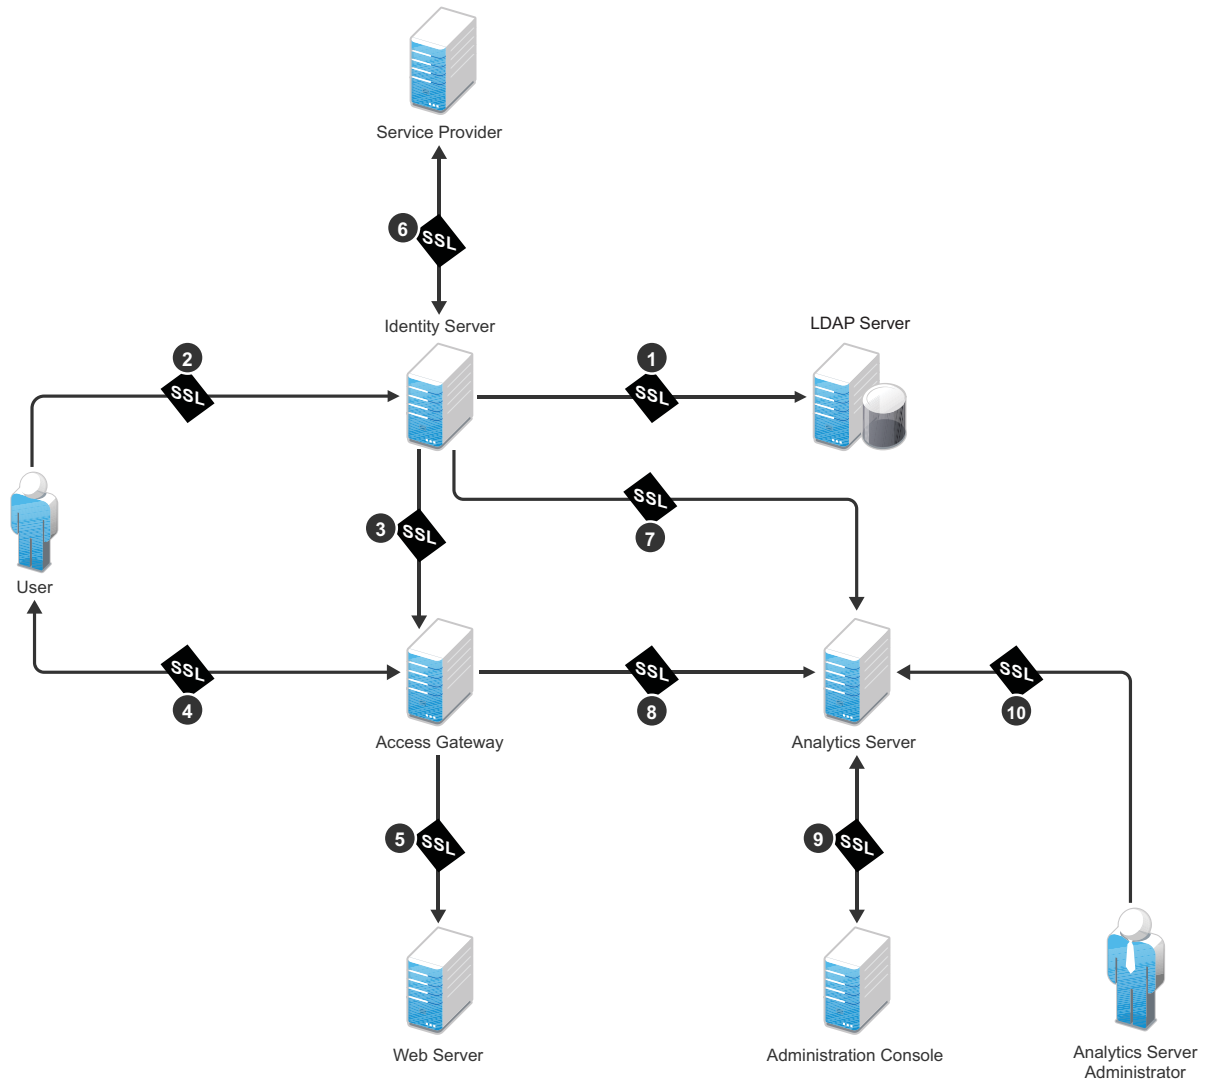 Service Provider
6
SSL
Identity Server
LDAP Server
2
SSL
1
SSL
SSL
7
3
SSL
User
SSL
4
SSL
8
SSL
10
Access Gateway
Analytics Server
5
SSL
9
SSL
Web Server
Administration Console
Analytics Server
Administrator